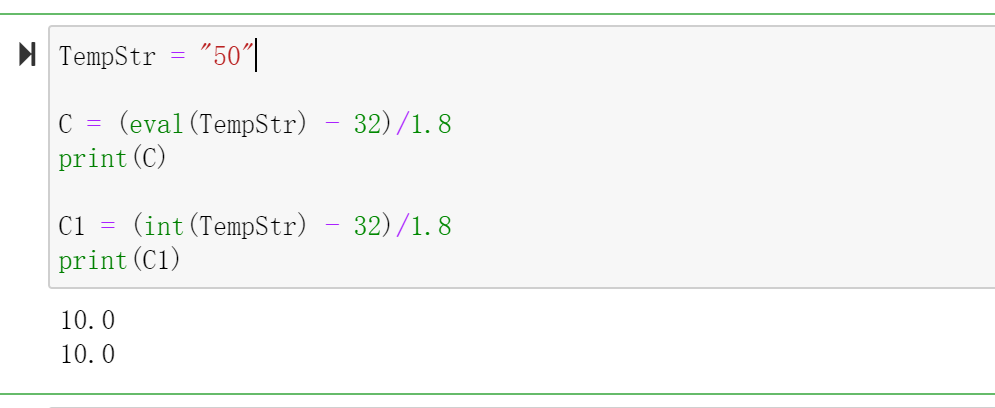 TempStr = "50"
C = (eval(TempStr) - 32)/1.8
print(C)
C1 = (int(TempStr) - 32)/1.8
print(C1)
10.0
10.0